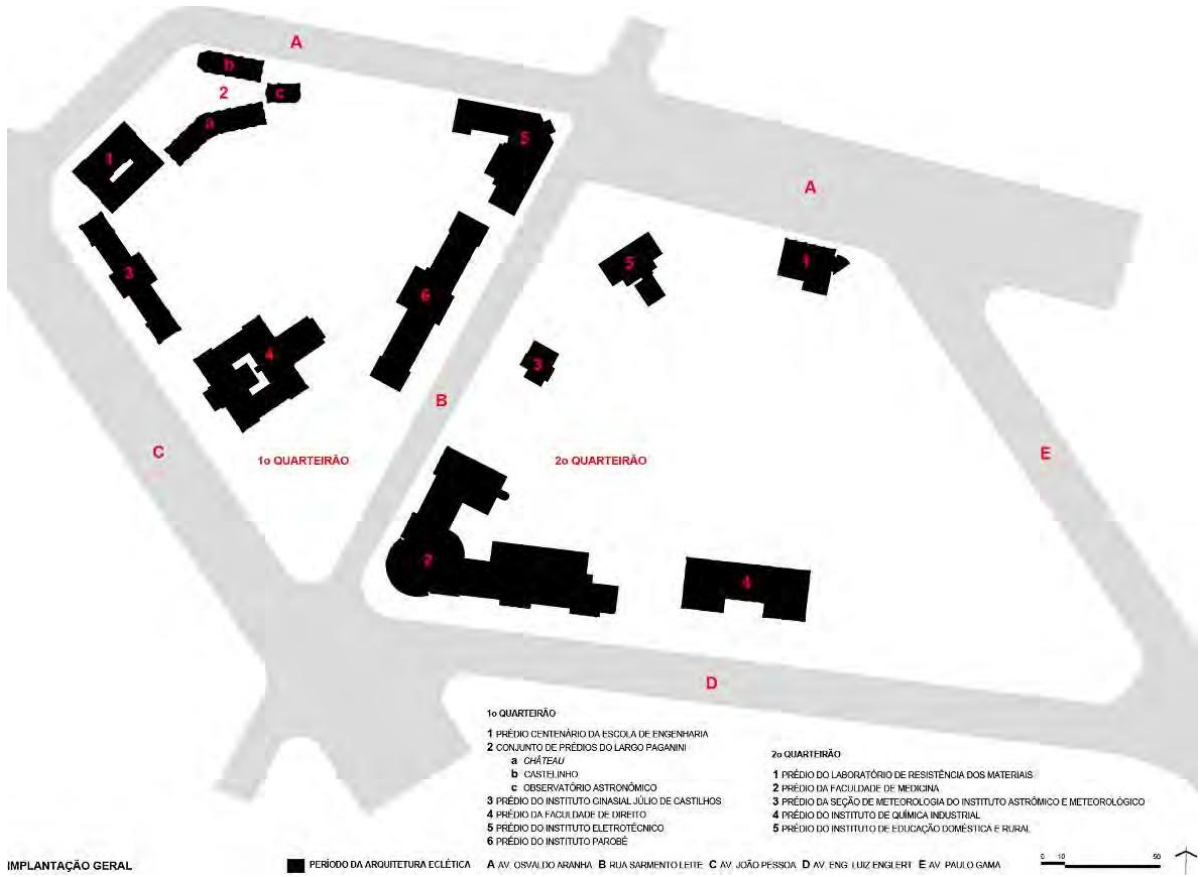 A
b
2
c
a
1
5
A
3
6
5
1
4
3
B
C
1o QUARTEIRÃO
2o QUARTEIRÃO
E
2
4
D
1o QUARTEIRÃO
1 PRÉDIO CENTENÁRIO DA ESCOLA DE ENGENHARIA
2 CONJUNTO DE PRÉDIOS DO LARGO PAGANINI
a CHÂTEAU
b CASTELINHO
c OBSERVATÓRIO ASTRONÔMICO
3 PRÉDIO DO INSTITUTO GINASIAL JÚLIO DE CASTILHOS
4 PRÉDIO DA FACULDADE DE DIREITO
5 PRÉDIO DO INSTITUTO ELETROTÉCNICO
6 PRÉDIO DO INSTITUTO PAROBÉ
2o QUARTEIRÃO
1 PRÉDIO DO LABORATÓRIO DE RESISTÊNCIA DOS MATERIAIS
2 PRÉDIO DA FACULDADE DE MEDICINA
3 PRÉDIO DA SEÇÃO DE METEOROLOGIA DO INSTITUTO ASTRÔMICO E METEOROLÓGICO
4 PRÉDIO DO INSTITUTO DE QUÍMICA INDUSTRIAL
5 PRÉDIO DO INSTITUTO DE EDUCAÇÃO DOMÉSTICA E RURAL
IMPLANTAÇÃO GERAL
PERÍODO DA ARQUITETURA ECLÉTICA
A AV. OSVALDO ARANHA B RUA SARMENTO LEITE C AV. JOÃO PESSOA D AV. ENG. LUIZ ENGLERT E AV. PAULO GAMA
0 10 50